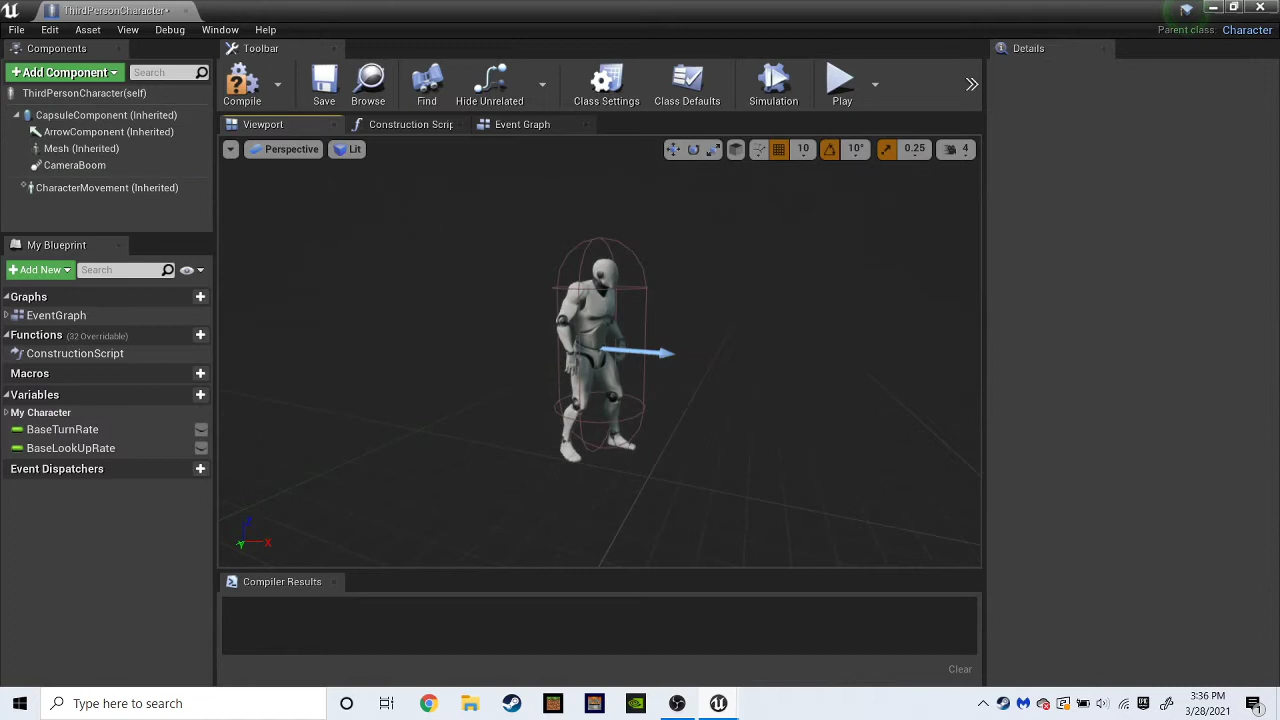 ThirdPersonCharacter*
File Edit Asset View Debug Window Help
Parent class: Character
Components
Add Component
Search
ThirdPersonCharacter(self)
CapsuleComponent (Inherited)
ArrowComponent (Inherited)
Mesh (Inherited)
CameraBoom
CharacterMovement (Inherited)
My Blueprint
Add New
Search
Graphs
EventGraph
Functions (32 Overridable)
ConstructionScript
Macros
Variables
My Character
BaseTurnRate
BaseLookUpRate
Event Dispatchers
Toolbar
Compile Save Browse Find Hide Unrelated Class Settings Class Defaults Simulation Play
Viewport Construction Scrip Event Graph
Perspective Lit 10 10° 0.25 4
Z
X
Y
Compiler Results
Clear
Details
Type here to search
3:36 PM
3/28/2021
1